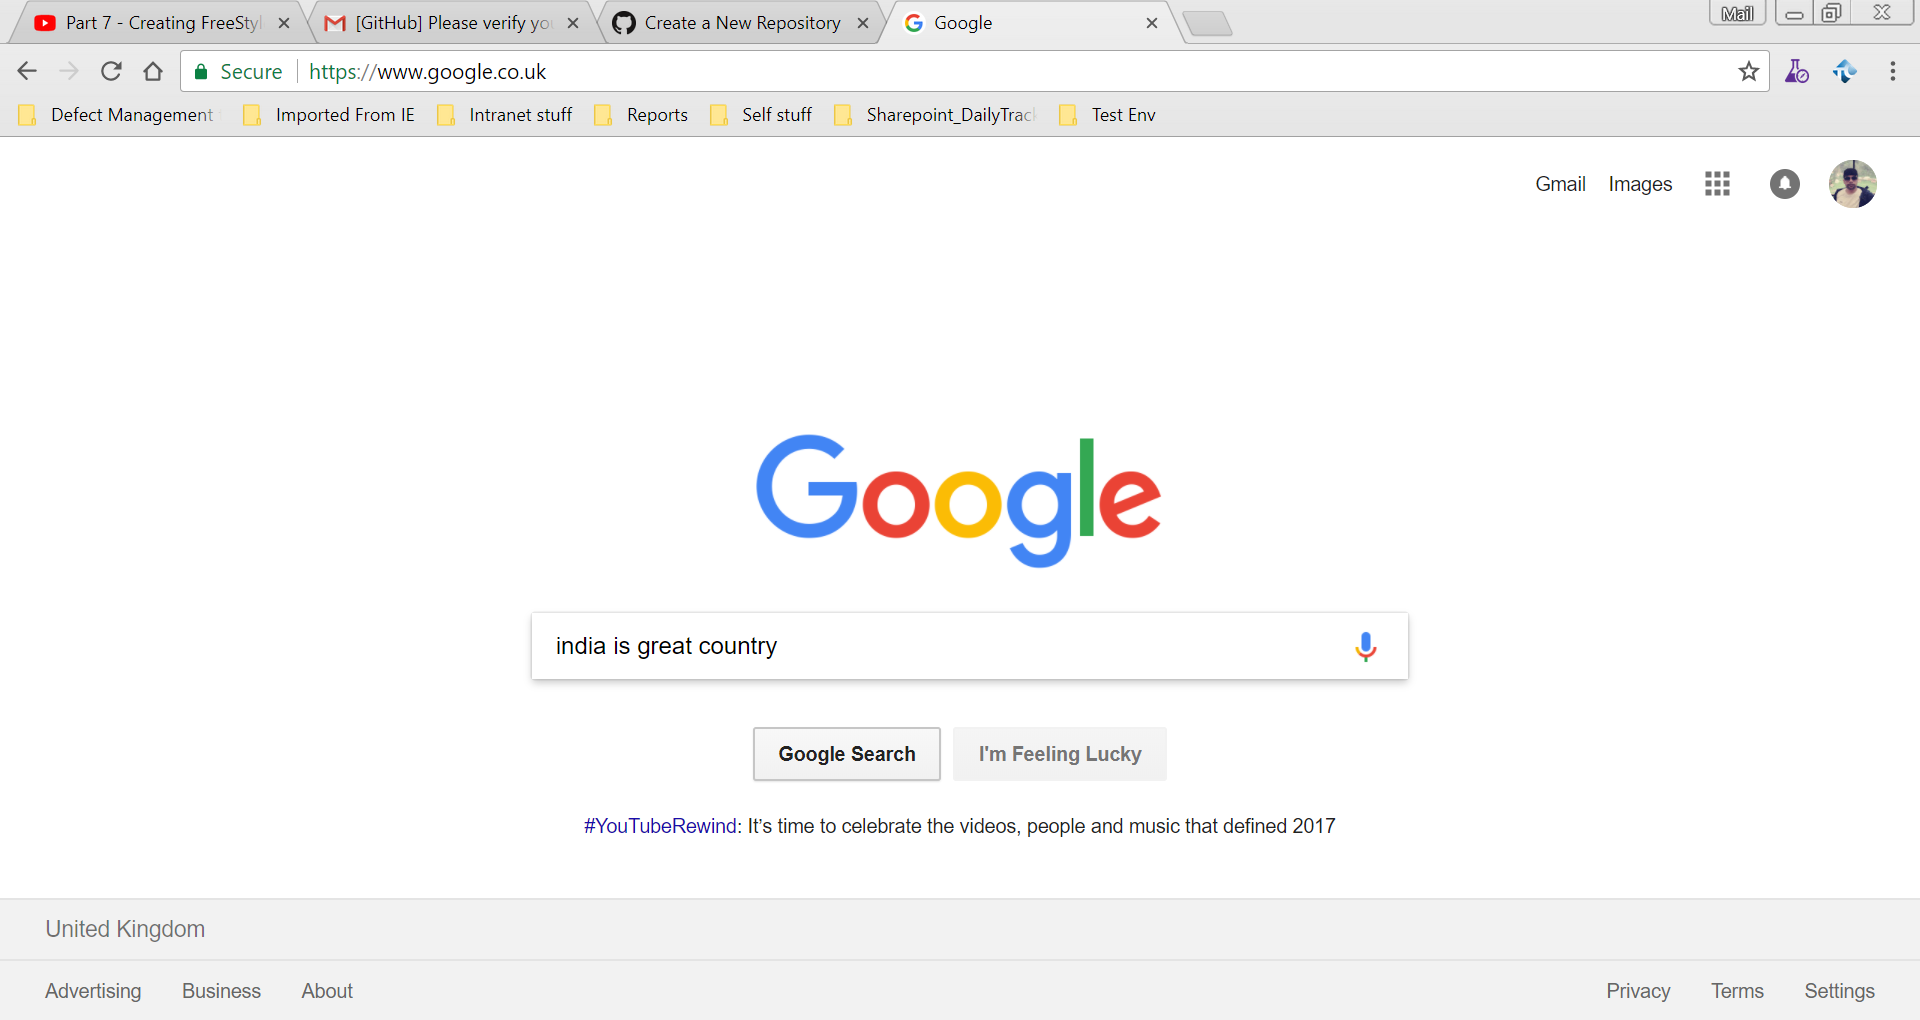 Part 7 - Creating FreeStyl
[GitHub] Please verify you
Create a New Repository
Google
Mail
Secure
https://www.google.co.uk
Defect Management
Imported From IE
Intranet stuff
Reports
Self stuff
Sharepoint_DailyTrac
Test Env
Gmail
Images
Google
india is great country
Google Search
I'm Feeling Lucky
#YouTubeRewind: It's time to celebrate the videos, people and music that defined 2017
United Kingdom
Advertising
Business
About
Privacy
Terms
Settings